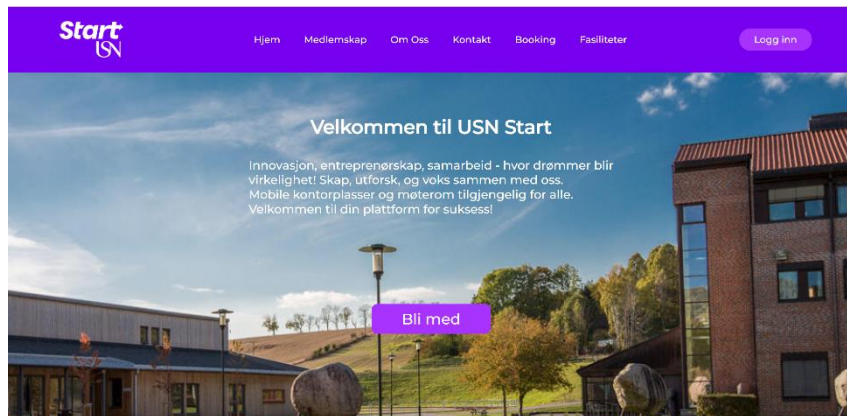 Start
USN
Hjem Medlemskap Om Oss Kontakt Booking Fasiliteter Logg inn
Velkommen til USN Start
Innovasjon, entreprenørskap, samarbeid - hvor drømmer blir
virkelighet! Skap, utforsk, og voks sammen med oss.
Mobile kontorplasser og møterom tilgjengelig for alle.
Velkommen til din plattform for suksess!
Bli med